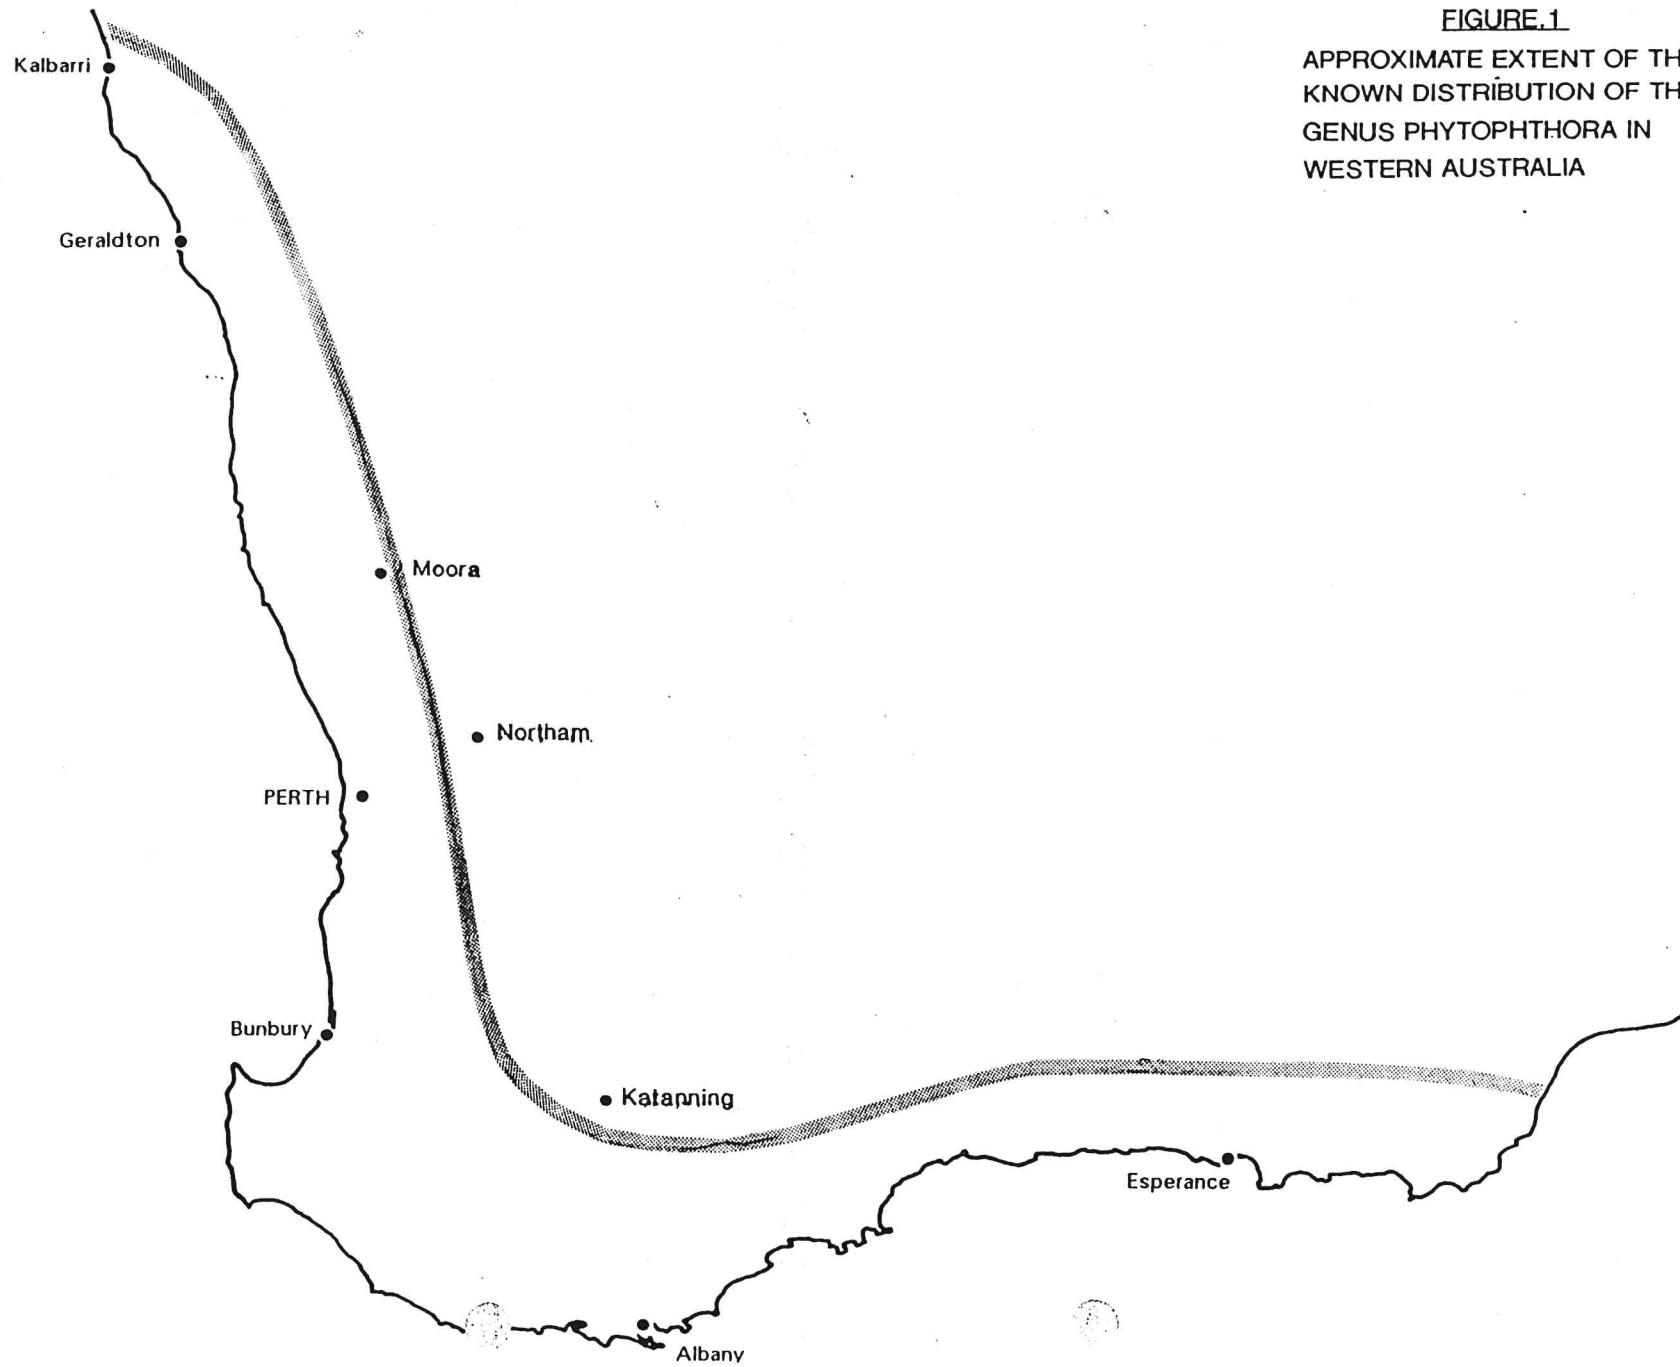 FIGURE.1
APPROXIMATE EXTENT OF TH
KNOWN DISTRIBUTION OF TH
GENUS PHYTOPHTHORA IN
WESTERN AUSTRALIA
Kalbarri
Geraldton
Moora
Northam
PERTH
Bunbury
Katanning
Esperance
Albany